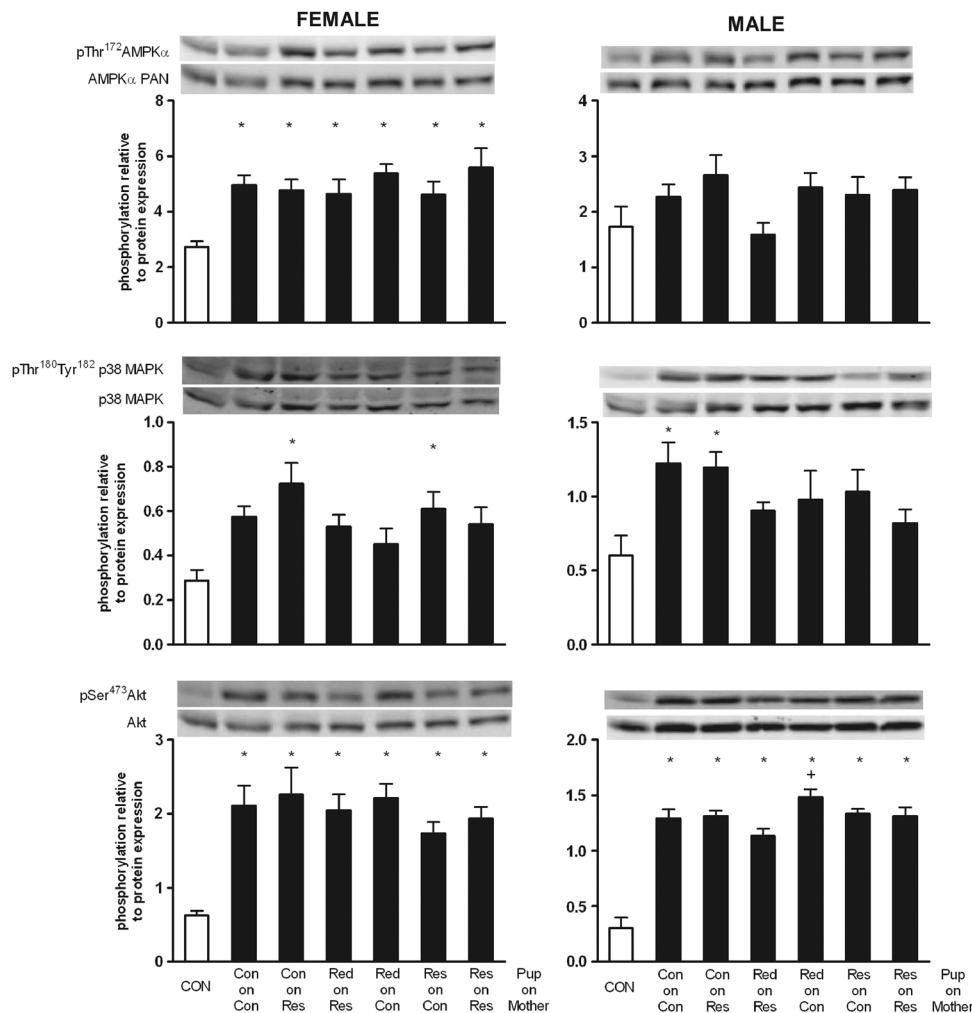 FEMALE
MALE
pThr172AMPKα
AMPKα PAN
phosphorylation relative
to protein expression
8
6
4
2
0
* * * * * *
4
3
2
1
0
pThr180Tyr182 p38 MAPK
p38 MAPK
phosphorylation relative
to protein expression
1.0
0.8
0.6
0.4
0.2
0.0
* *
1.5
1.0
0.5
0.0
* *
pSer473Akt
Akt
phosphorylation relative
to protein expression
3
2
1
0
* * * * * *
2.0
1.5
1.0
0.5
0.0
* * * * * *
+
CON
Con
on
Con
Con
on
Res
Red
on
Res
Red
on
Con
Res
on
Con
Res
on
Res
Pup
on
Mother
CON
Con
on
Con
Con
on
Res
Red
on
Res
Red
on
Con
Res
on
Con
Res
on
Res
Pup
on
Mother